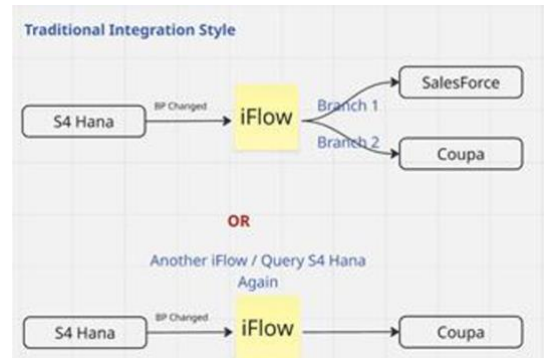 Traditional Integration Style
SalesForce
BP Changed
Branch 1
S4 Hana
iFlow
Branch 2
Coupa
OR
Another iFlow / Query S4 Hana
Again
BP Changed
S4 Hana
iFlow
Coupa